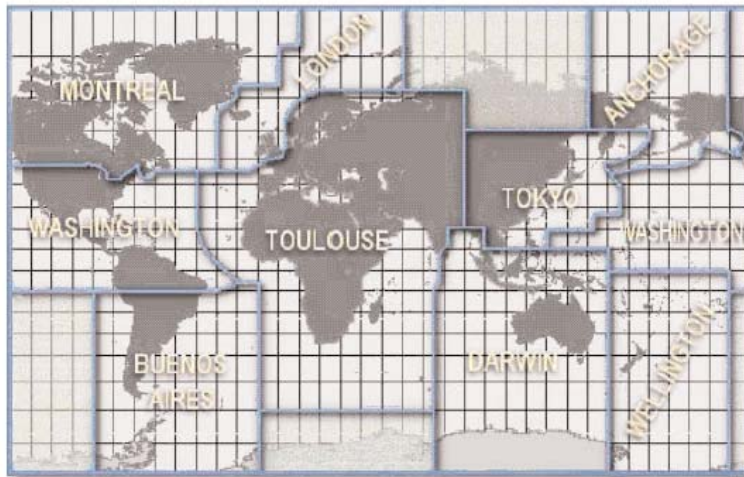 LONDON
ANCHORAGE
MONTREAL
TOKYO
WASHINGTON
TOULOUSE
WASHINGTON
BUENOS
AIRES
DARWIN
WELLINGTON